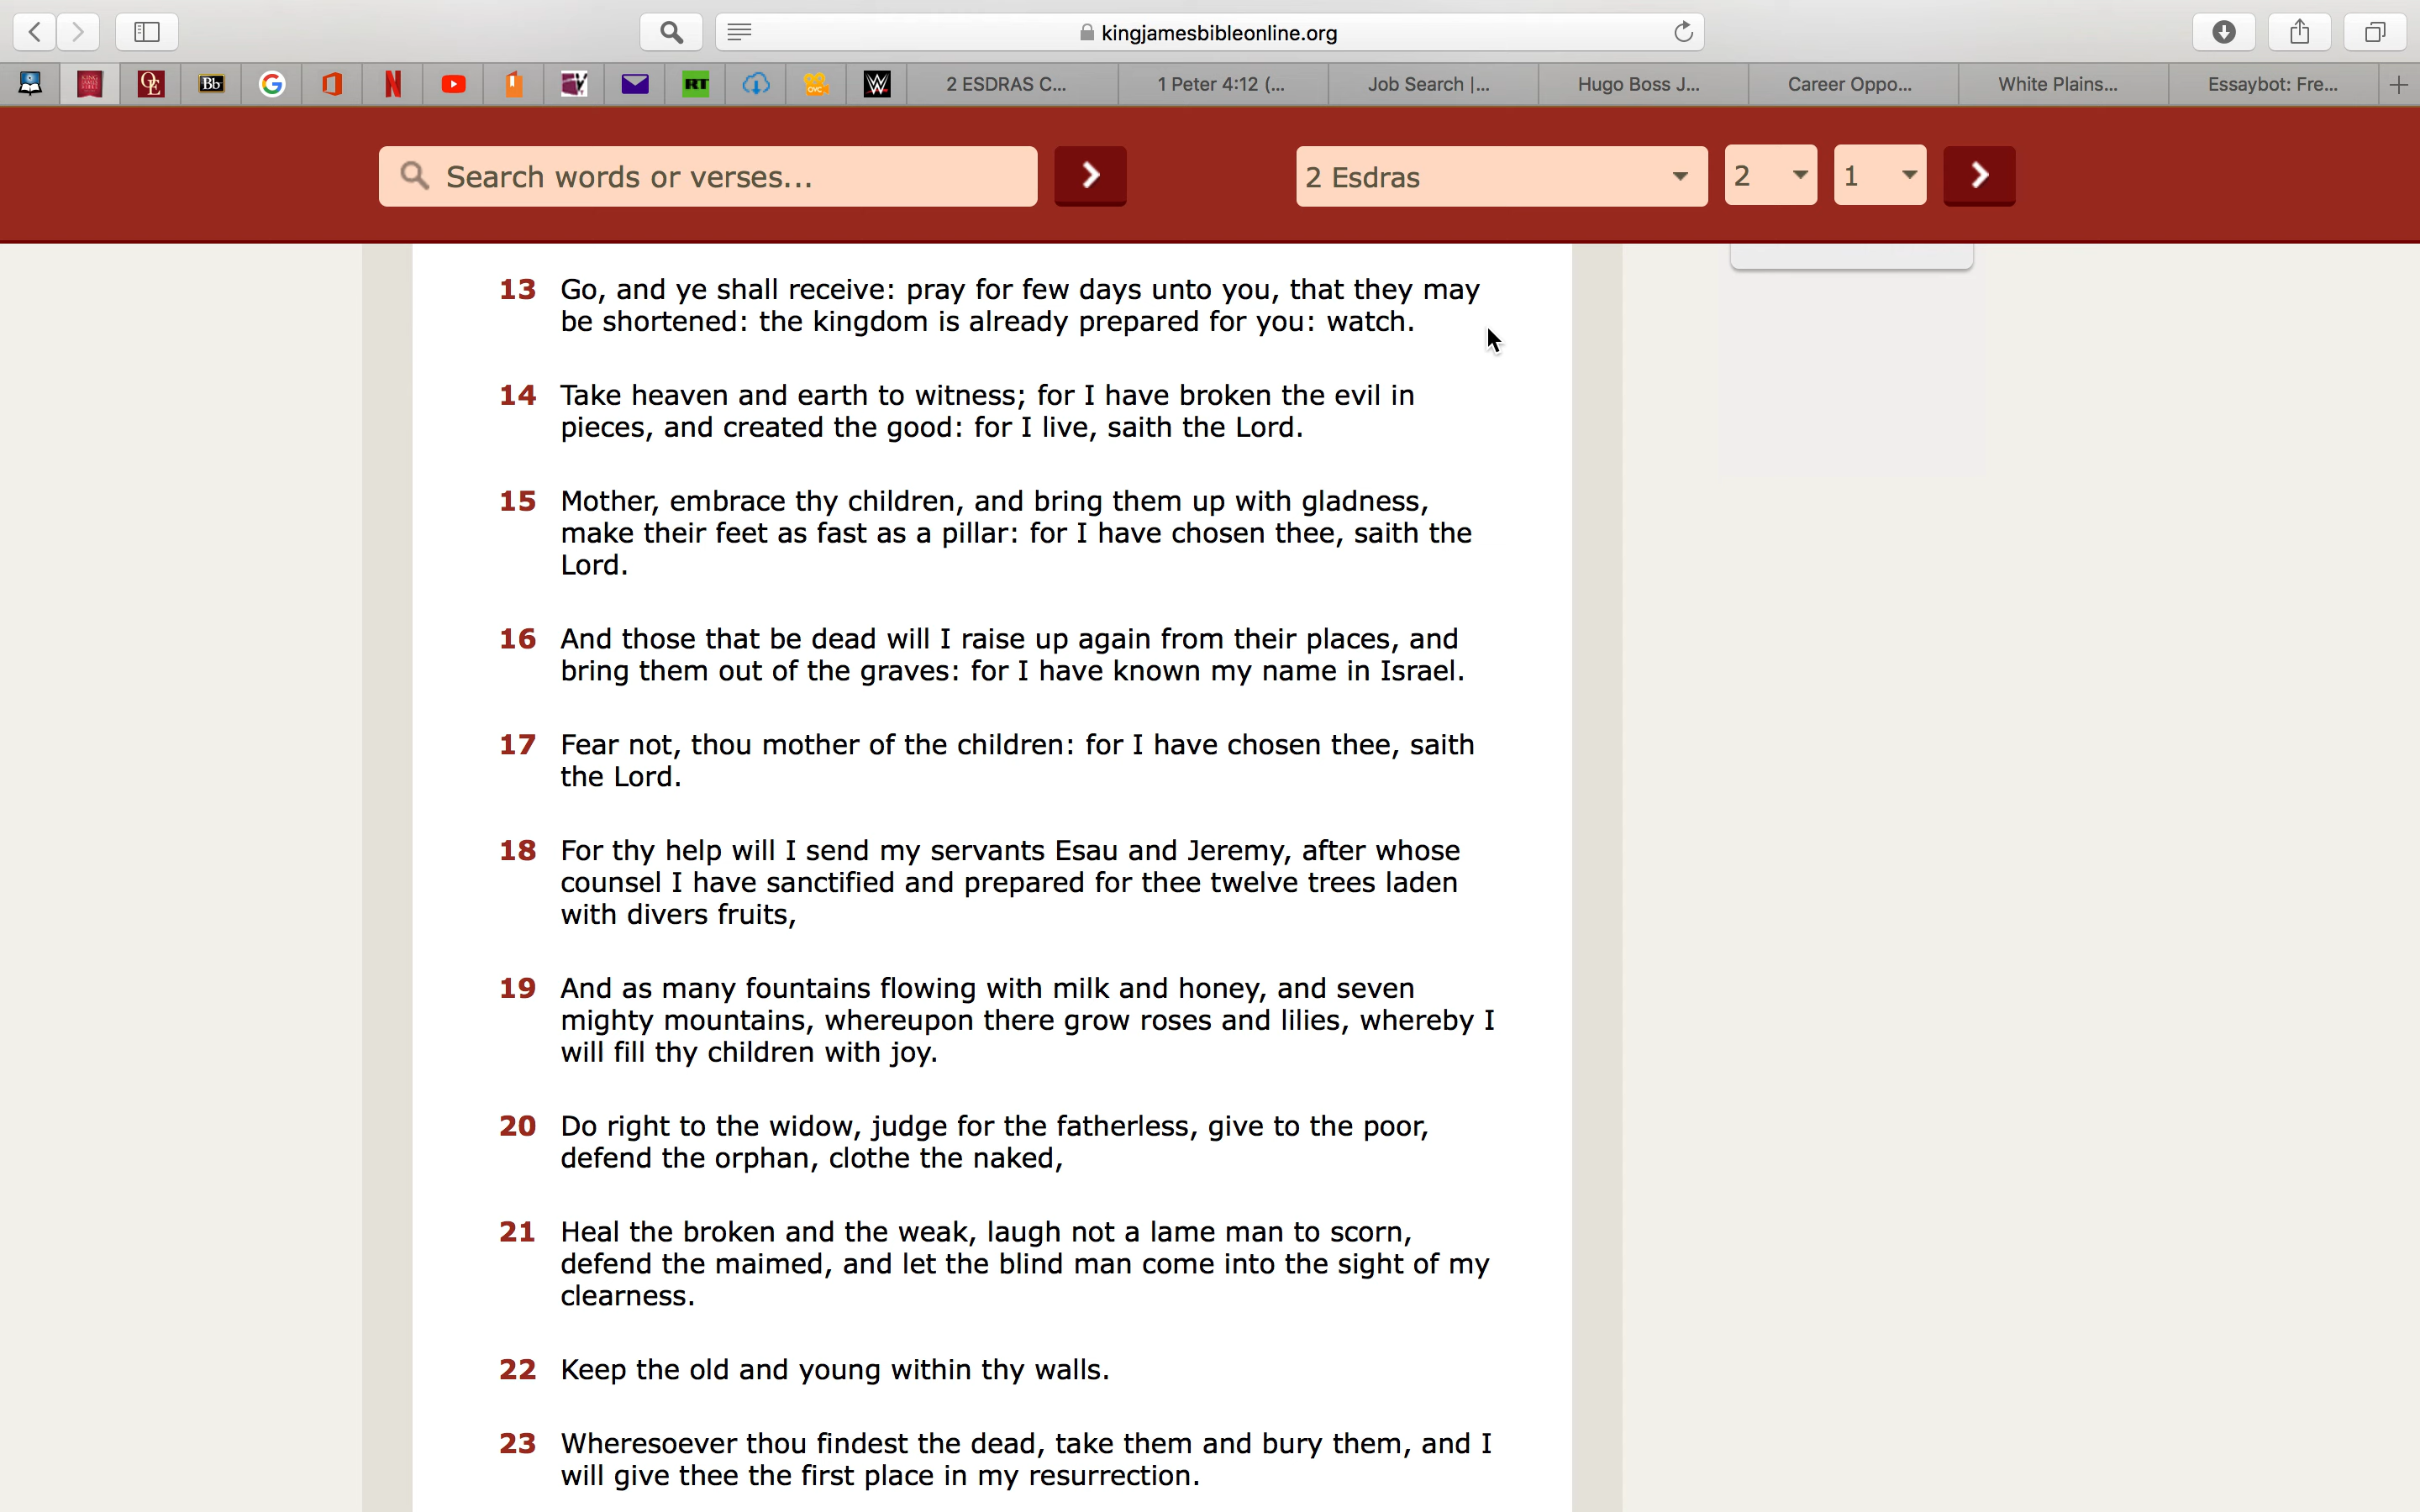 kingjamesbibleonline.org
KING JAMES BIBLE
OE
Bb
G
N
V
RT
OVC
W
2 ESDRAS C...
1 Peter 4:12 (...
Job Search |...
Hugo Boss J...
Career Oppo...
White Plains...
Essaybot: Fre...
Search words or verses...
2 Esdras
2
1
13 Go, and ye shall receive: pray for few days unto you, that they may
be shortened: the kingdom is already prepared for you: watch.
14 Take heaven and earth to witness; for I have broken the evil in
pieces, and created the good: for I live, saith the Lord.
15 Mother, embrace thy children, and bring them up with gladness,
make their feet as fast as a pillar: for I have chosen thee, saith the
Lord.
16 And those that be dead will I raise up again from their places, and
bring them out of the graves: for I have known my name in Israel.
17 Fear not, thou mother of the children: for I have chosen thee, saith
the Lord.
18 For thy help will I send my servants Esau and Jeremy, after whose
counsel I have sanctified and prepared for thee twelve trees laden
with divers fruits,
19 And as many fountains flowing with milk and honey, and seven
mighty mountains, whereupon there grow roses and lilies, whereby I
will fill thy children with joy.
20 Do right to the widow, judge for the fatherless, give to the poor,
defend the orphan, clothe the naked,
21 Heal the broken and the weak, laugh not a lame man to scorn,
defend the maimed, and let the blind man come into the sight of my
clearness.
22 Keep the old and young within thy walls.
23 Wheresoever thou findest the dead, take them and bury them, and I
will give thee the first place in my resurrection.